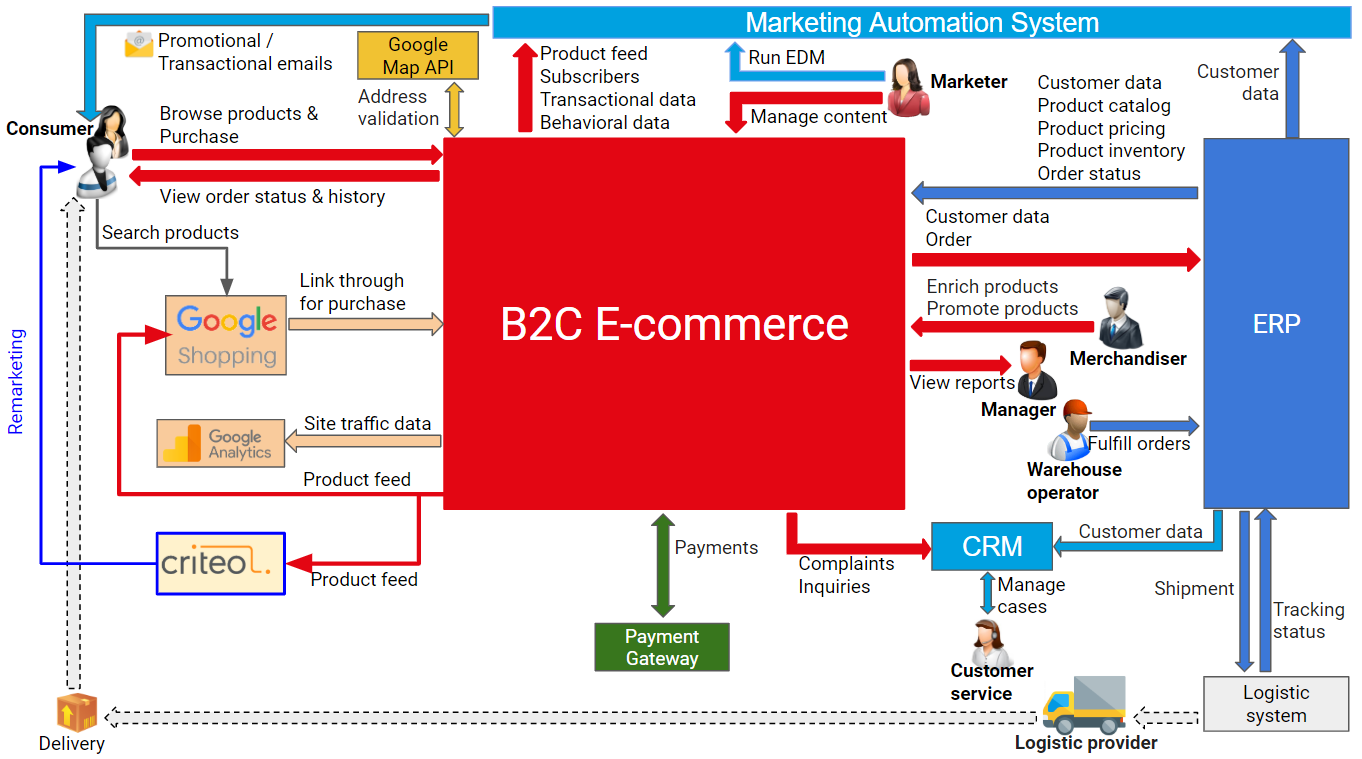 Marketing Automation System
Promotional /
Transactional emails
Google
Map API
Address
validation
Product feed
Subscribers
Transactional data
Behavioral data
Run EDM
Marketer
Manage content
Customer data
Product catalog
Product pricing
Product inventory
Order status
Customer
data
Consumer
Browse products &
Purchase
View order status & history
Search products
Customer data
Order
Link through
for purchase
Google
Shopping
B2C E-commerce
Enrich products
Promote products
Merchandiser
ERP
View reports
Manager
Remarketing
Site traffic data
Google
Analytics
Fulfill orders
Warehouse
operator
Product feed
criteo
Product feed
Payments
Complaints
Inquiries
CRM
Customer data
Manage
cases
Shipment
Tracking
status
Payment
Gateway
Customer
service
Logistic
system
Delivery
Logistic provider